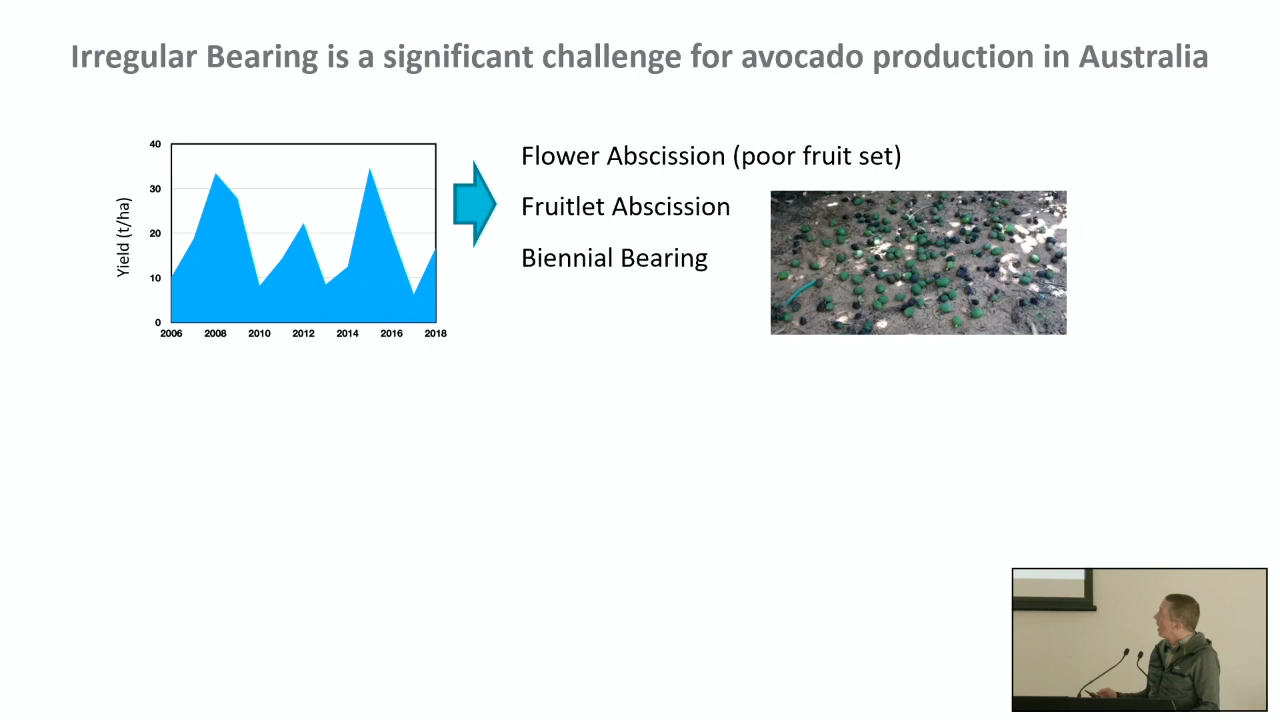 Irregular Bearing is a significant challenge for avocado production in Australia
Yield (t/ha)
40
30
20
10
0
2006 2008 2010 2012 2014 2016 2018
Flower Abscission (poor fruit set)
Fruitlet Abscission
Biennial Bearing